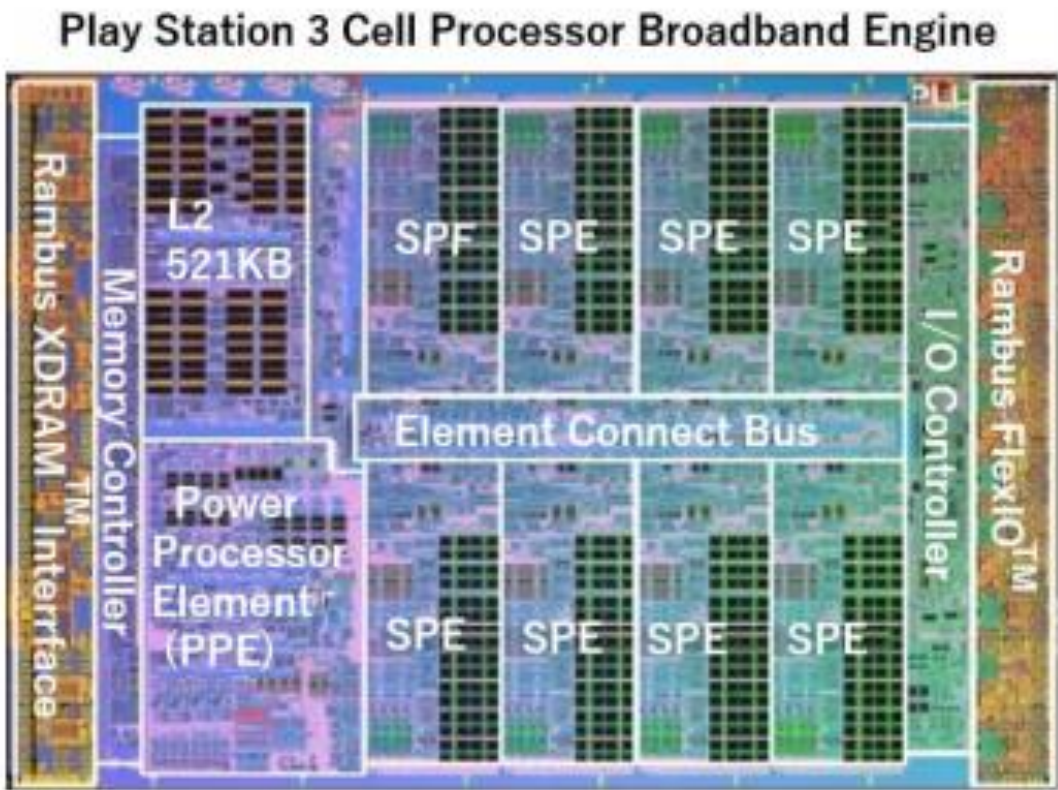 Play Station 3 Cell Processor Broadband Engine
Rambus XDRAM™ Interrface
Memory Controller
L2
521KB
SPF
SPE
SPE
SPE
I/O Controller
Rambus FlexIO™
Element Connect Bus
Power
Processor
Element
(PPE)
SPE
SPE
SPE
SPE